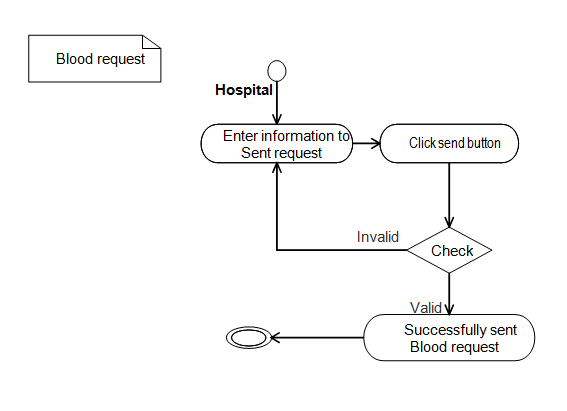 Blood request
Hospital
Enter information to
Sent request
Click send button
Invalid
Check
Valid
Successfully sent
Blood request